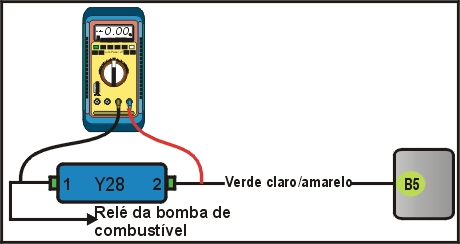 -0.00
1 Y28 2
Verde claro/amarelo
B5
Relé da bomba de
combustível